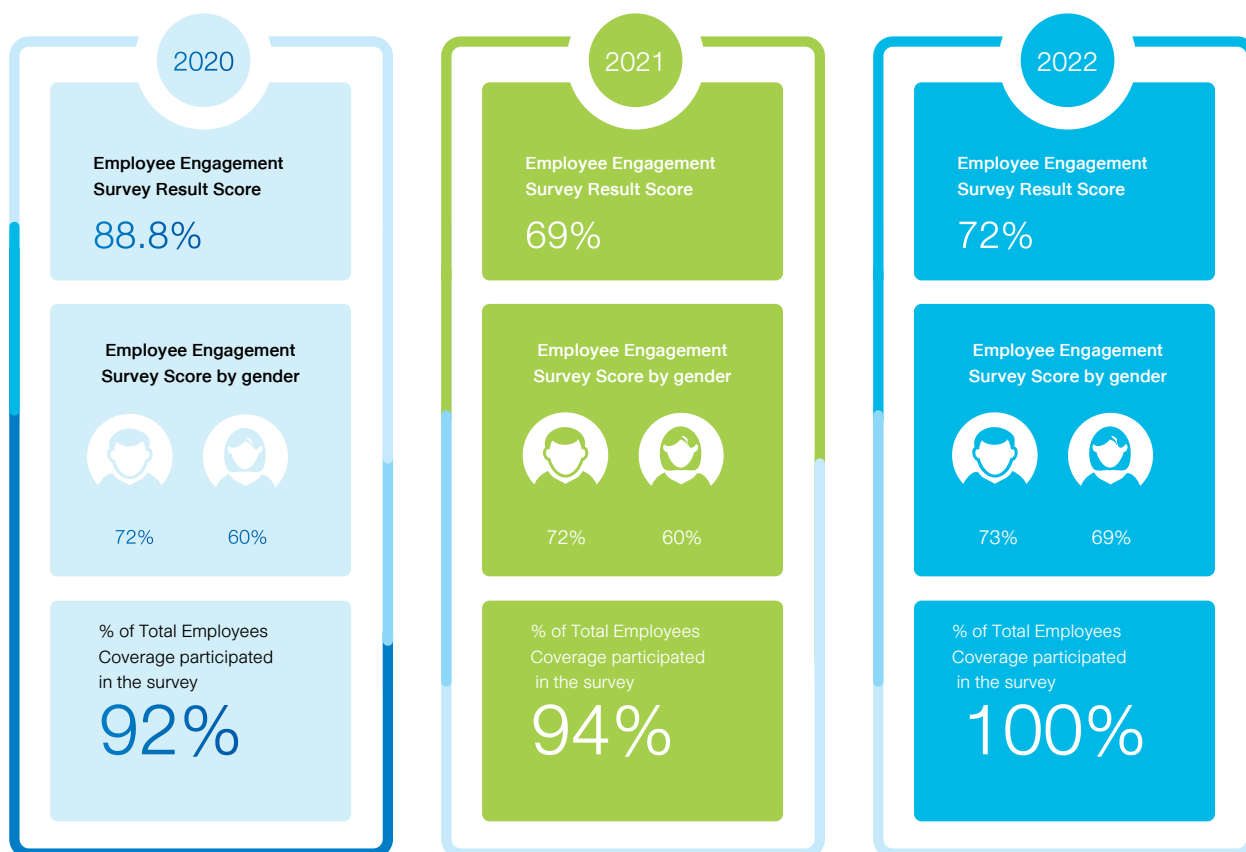 2020
Employee Engagement
Survey Result Score
88.8%
Employee Engagement
Survey Score by gender
72%
60%
% of Total Employees
Coverage participated
in the survey
92%
2021
Employee Engagement
Survey Result Score
69%
Employee Engagement
Survey Score by gender
72%
60%
% of Total Employees
Coverage participated
in the survey
94%
2022
Employee Engagement
Survey Result Score
72%
Employee Engagement
Survey Score by gender
73%
69%
% of Total Employees
Coverage participated
in the survey
100%